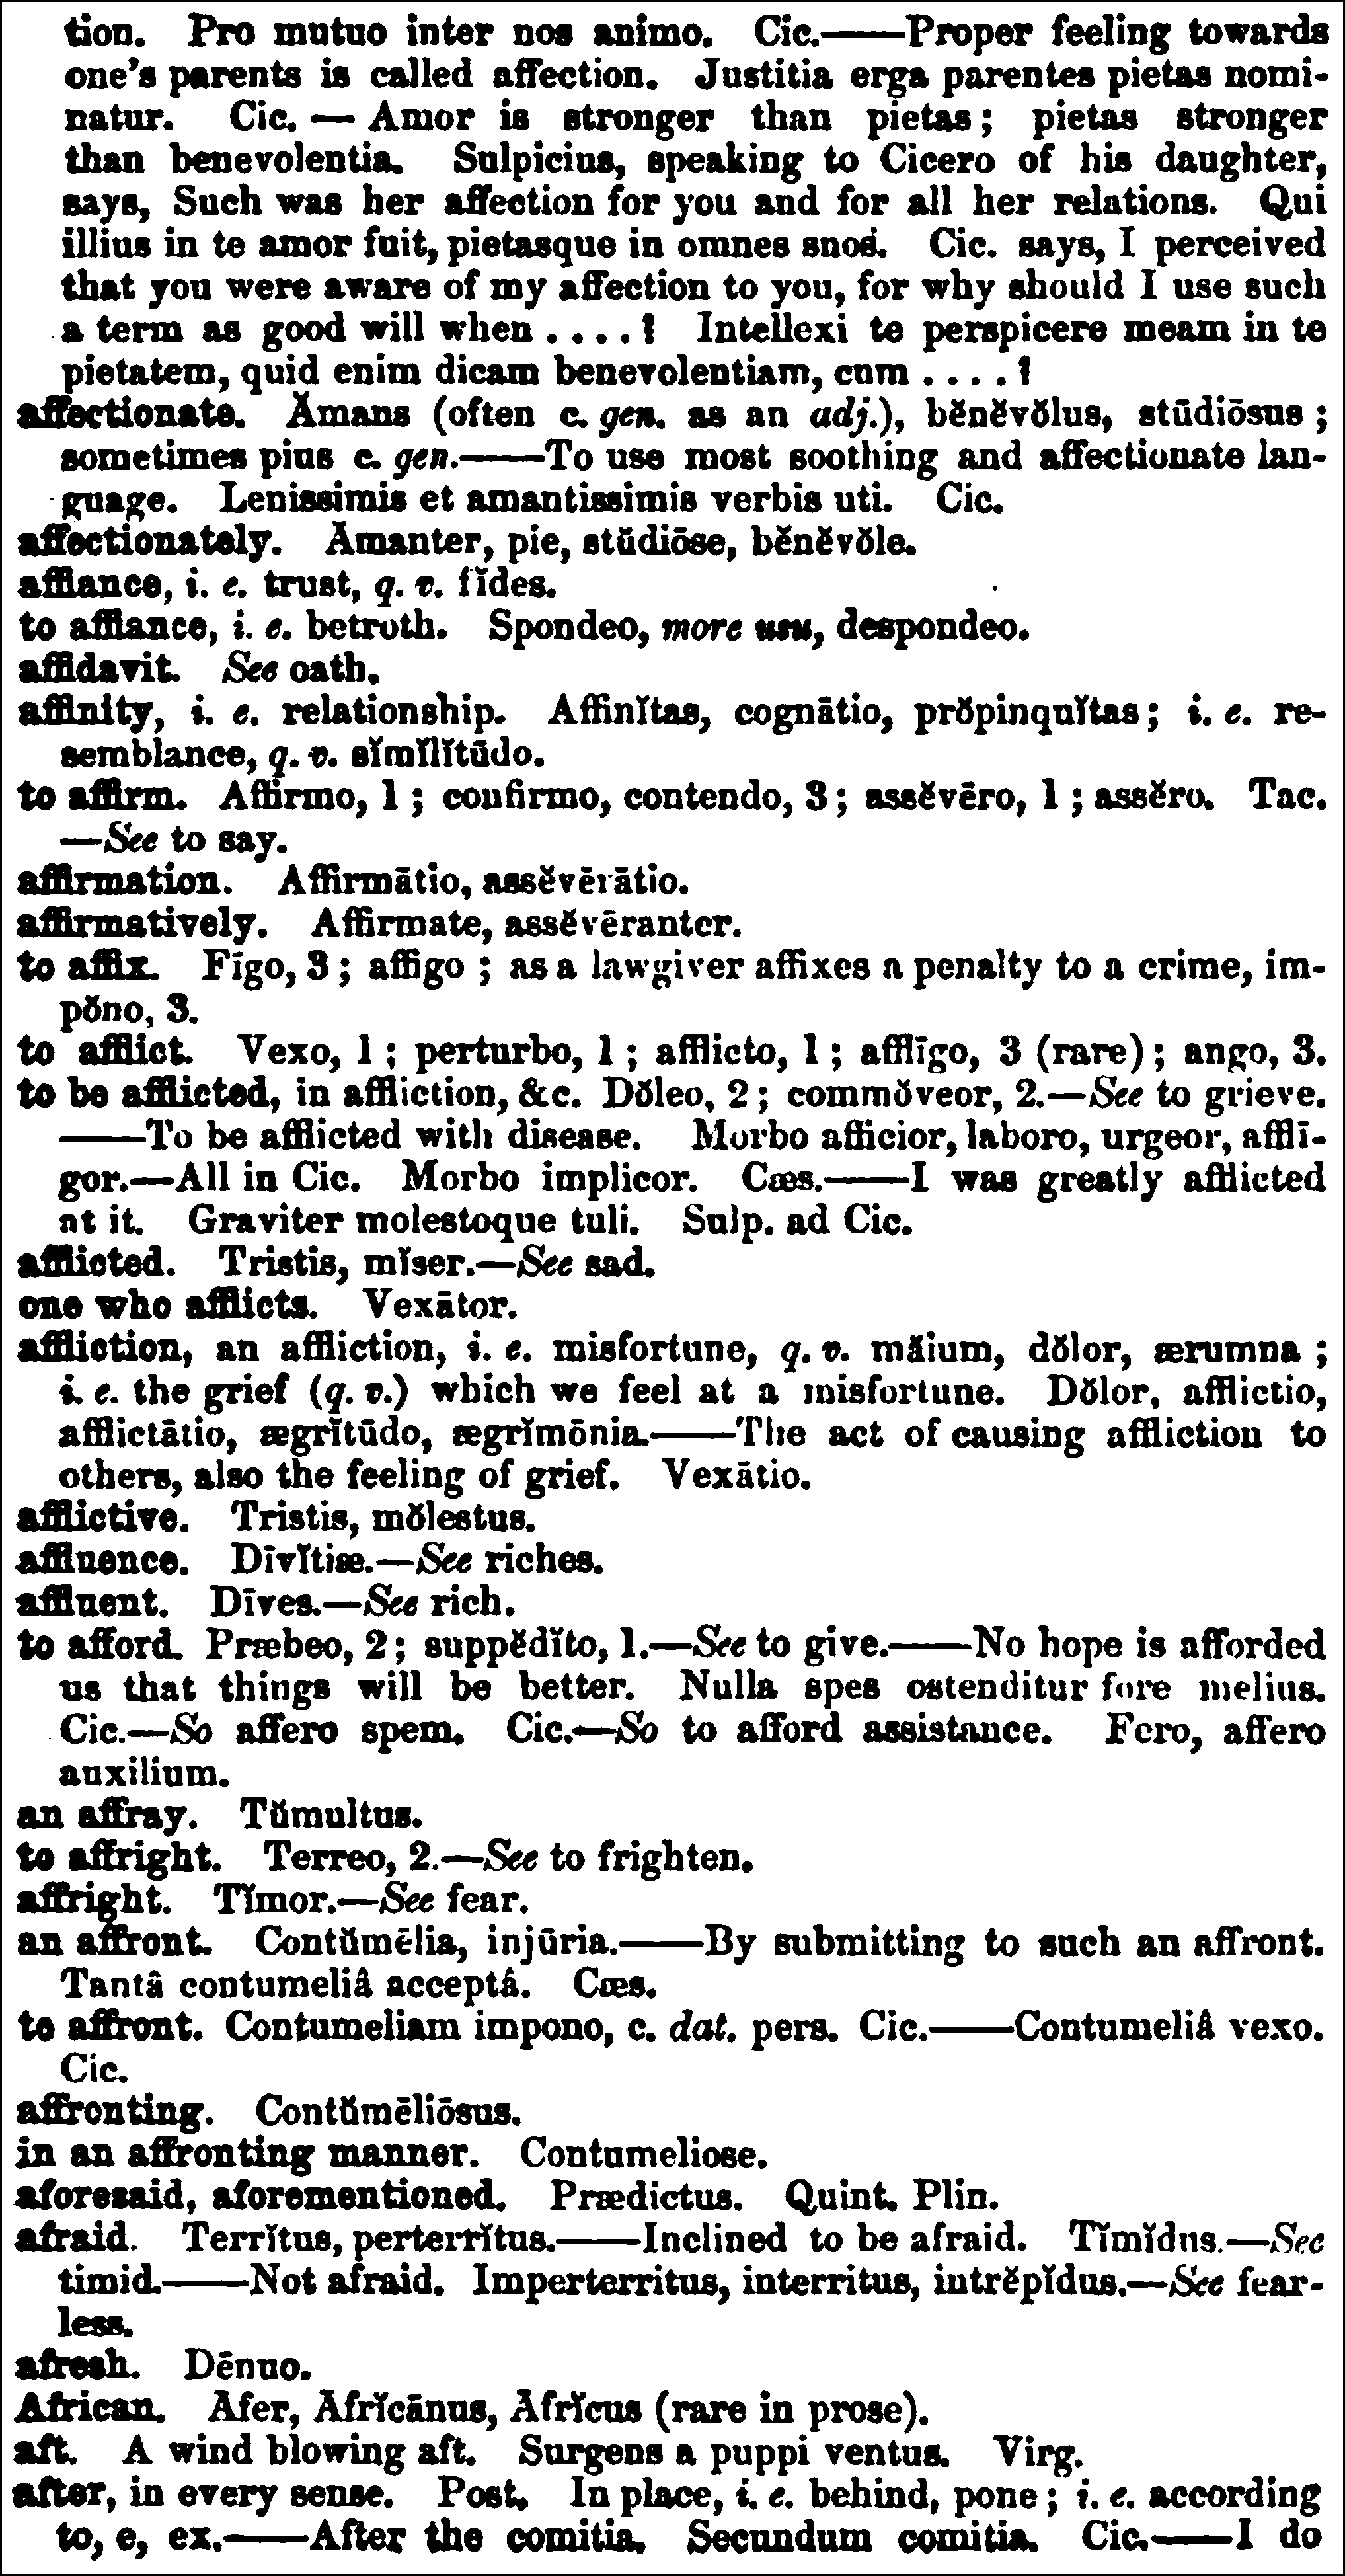 tion. Pro mutuo inter nos animo. Cic.——Proper feeling towards
one's parents is called affection. Justitia erga parentes pietas nomi-
natur. Cic. — Amor is stronger than pietas; pietas stronger
than benevolentia. Sulpicius, speaking to Cicero of his daughter,
says, Such was her affection for you and for all her relations. Qui
illius in te amor fuit, pietasque in omnes suos. Cic. says, I perceived
that you were aware of my affection to you, for why should I use such
a term as good will when . . . . ? Intellexi te perspicere meam in te
pietatem, quid enim dicam benevolentiam, cum . . . . ?
affectionate. Ămans (often c. gen. as an adj.), bĕnĕvŏlus, stūdiōsus;
sometimes pius c. gen.——To use most soothing and affectionate lan-
guage. Lenissimis et amantissimis verbis uti. Cic.
affectionately. Ămanter, pie, stŭdiōse, bĕnĕvŏle.
affiance, i. e. trust, q. v. fĭdes.
to affiance, i. e. betroth. Spondeo, more usu, despondeo.
affidavit. See oath.
affinity, i. e. relationship. Affinĭtas, cognātio, prŏpinquĭtas; i. e. re-
semblance, q. v. sĭmĭlĭtūdo.
to affirm. Affirmo, 1; confirmo, contendo, 3; assĕvēro, 1; assĕro. Tac.
—See to say.
affirmation. Affirmātio, assĕvērātio.
affirmatively. Affirmate, assĕvēranter.
to affix. Fīgo, 3; affigo; as a lawgiver affixes a penalty to a crime, im-
pōno, 3.
to afflict. Vexo, 1; perturbo, 1; afflicto, 1; afflīgo, 3 (rare); ango, 3.
to be afflicted, in affliction, &c. Dŏleo, 2; commŏveor, 2.—See to grieve.
——To be afflicted with disease. Morbo afficior, laboro, urgeor, afflī-
gor.—All in Cic. Morbo implicor. Cæs.——I was greatly afflicted
at it. Graviter molestoque tuli. Sulp. ad Cic.
afflicted. Tristis, mĭser.—See sad.
one who afflicts. Vexātor.
affliction, an affliction, i. e. misfortune, q. v. mălum, dŏlor, ærumna;
i. e. the grief (q. v.) which we feel at a misfortune. Dŏlor, afflictio,
afflictātio, ægrĭtūdo, ægrĭmōnia.——The act of causing affliction to
others, also the feeling of grief. Vexātio.
afflictive. Tristis, mŏlestus.
affluence. Dīvĭtiæ.—See riches.
affluent. Dīves.—See rich.
to afford. Præbeo, 2; suppĕdĭto, 1.—See to give.——No hope is afforded
us that things will be better. Nulla spes ostenditur fore melius.
Cic.—So affero spem. Cic.—So to afford assistance. Fero, affero
auxilium.
an affray. Tŭmultus.
to affright. Terreo, 2.—See to frighten.
affright. Tĭmor.—See fear.
an affront. Contŭmēlia, injūria.——By submitting to such an affront.
Tantâ contumeliâ acceptâ. Cæs.
to affront. Contumeliam impono, c. dat. pers. Cic.——Contumeliâ vexo.
Cic.
affronting. Contŭmēliōsus.
in an affronting manner. Contumeliose.
aforesaid, aforementioned. Prædictus. Quint. Plin.
afraid. Terrĭtus, perterrĭtus.——Inclined to be afraid. Tĭmĭdus.—See
timid.——Not afraid. Imperterritus, interritus, intrĕpĭdus.—See fear-
less.
afresh. Dēnuo.
African. Āfer, Āfrĭcānus, Āfrĭcus (rare in prose).
aft. A wind blowing aft. Surgens a puppi ventus. Virg.
after, in every sense. Post. In place, i. e. behind, pone; i. e. according
to, e, ex.——After the comitia. Secundum comitia. Cic.——I do